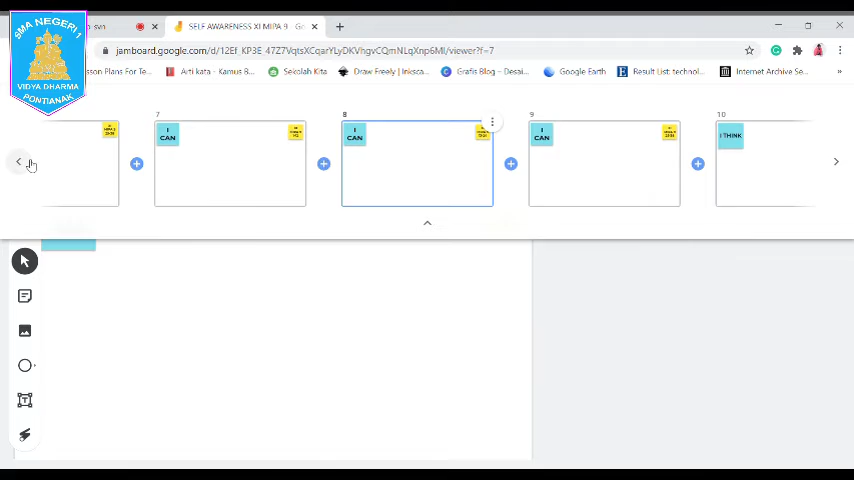 SMA NEGERI 1
VIDYA DHARMA
PONTIANAK
SELF AWARENESS XI MIPA 9 - Go
jamboard.google.com/d/12Ef_KP3E_47Z7VqtsXCqarYLyDKVhgvCQmNLqXnp6MI/viewer?f=7
sson Plans For Te...
Arti kata - Kamus B...
Sekolah Kita
Draw Freely | Inksca...
Grafis Blog – Desai...
Google Earth
Result List: technol...
Internet Archive Se...
7
8
9
10
I
CAN
I
CAN
I
CAN
I THINK